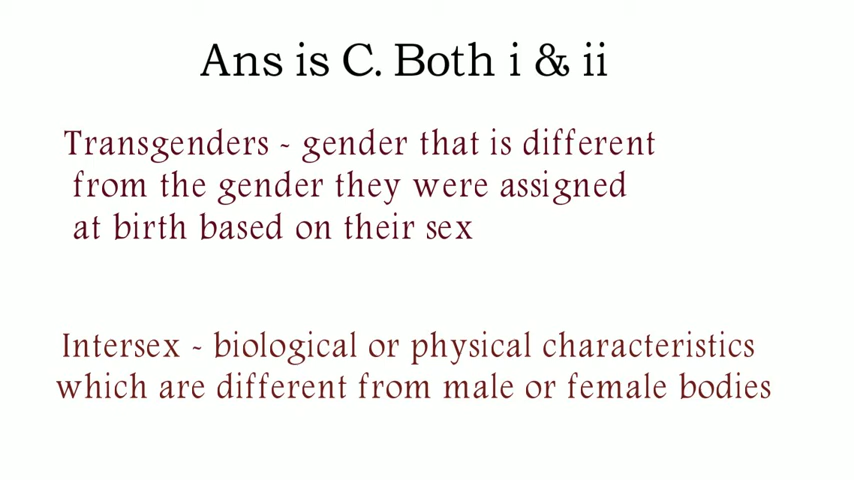 Ans is C. Both i & ii
Transgenders - gender that is different
from the gender they were assigned
at birth based on their sex
Intersex - biological or physical characteristics
which are different from male or female bodies